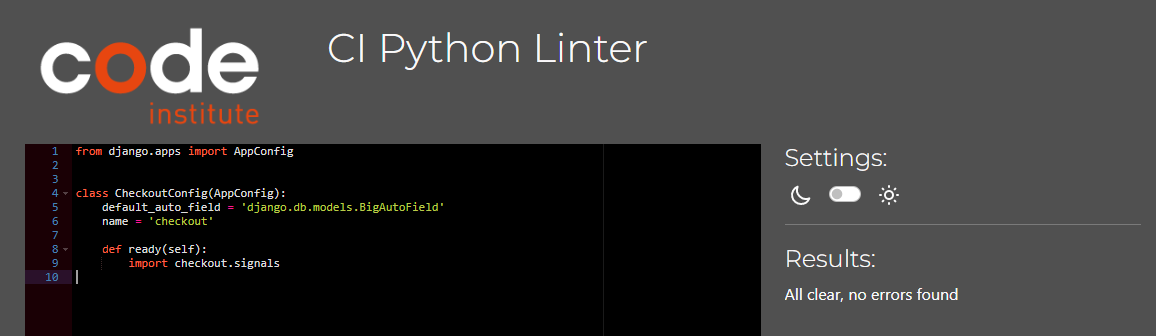 code
institute
CI Python Linter
1 from django.apps import AppConfig
2
3
4 class CheckoutConfig(AppConfig):
5     default_auto_field = 'django.db.models.BigAutoField'
6     name = 'checkout'
7
8     def ready(self):
9         import checkout.signals
10
Settings:
Results:
All clear, no errors found